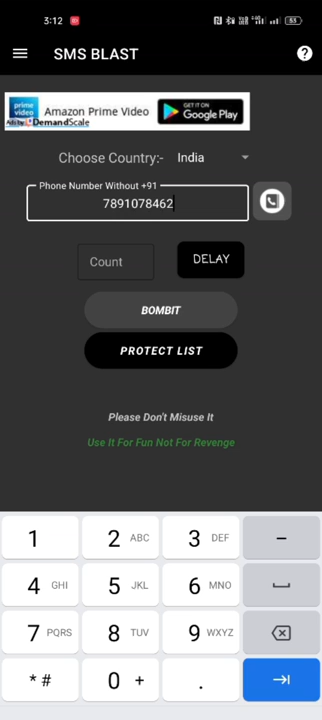 3:12 53
SMS BLAST ?
prime video Amazon Prime Video GET IT ON Google Play
Ads by DemandScale
Choose Country:- India
Phone Number Without +91
7891078462
Count DELAY
BOMBIT
PROTECT LIST
Please Don't Misuse It
Use It For Fun Not For Revenge
1 2 ABC 3 DEF –
4 GHI 5 JKL 6 MNO
7 PQRS 8 TUV 9 WXYZ
* # 0 + .